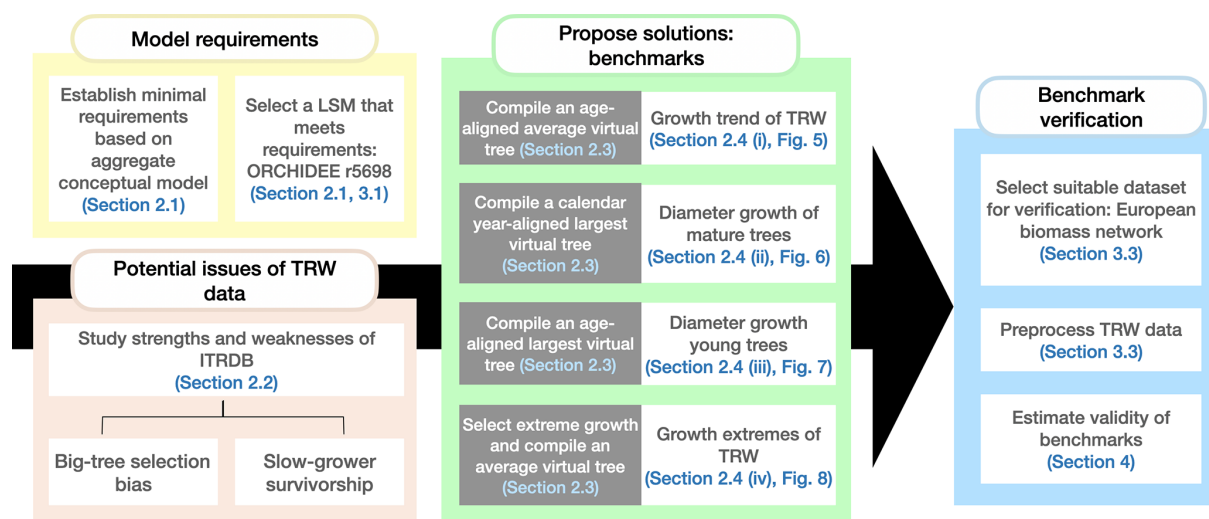 Model requirements
Establish minimal
requirements
based on
aggregate
conceptual model
(Section 2.1)
Select a LSM that
meets
requirements:
ORCHIDEE r5698
(Section 2.1, 3.1)
Potential issues of TRW
data
Study strengths and weaknesses of
ITRDB
(Section 2.2)
Big-tree selection
bias
Slow-grower
survivorship
Propose solutions:
benchmarks
Compile an age-
aligned average virtual
tree (Section 2.3)
Growth trend of TRW
(Section 2.4 (i), Fig. 5)
Compile a calendar
year-aligned largest
virtual tree
(Section 2.3)
Diameter growth of
mature trees
(Section 2.4 (ii), Fig. 6)
Compile an age-
aligned largest virtual
tree (Section 2.3)
Diameter growth
young trees
(Section 2.4 (iii), Fig. 7)
Select extreme growth
and compile an
average virtual tree
(Section 2.3)
Growth extremes of
TRW
(Section 2.4 (iv), Fig. 8)
Benchmark
verification
Select suitable dataset
for verification: European
biomass network
(Section 3.3)
Preprocess TRW data
(Section 3.3)
Estimate validity of
benchmarks
(Section 4)